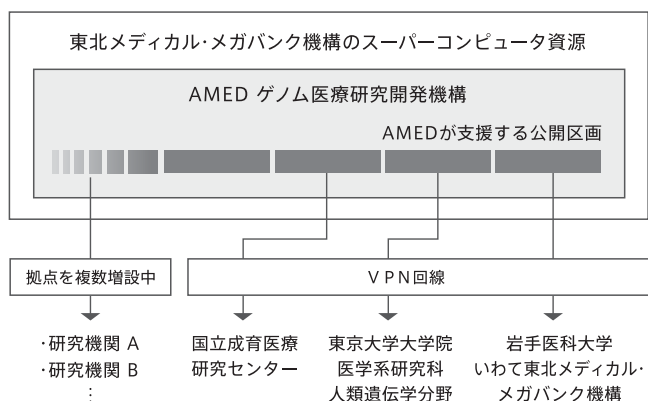 東北メディカル・メガバンク機構のスーパーコンピュータ資源
AMED ゲノム医療研究開発機構
AMEDが支援する公開区画
拠点を複数増設中
VPN回線
・研究機関 A
・研究機関 B
⋮
国立成育医療
研究センター
東京大学大学院
医学系研究科
人類遺伝学分野
岩手医科大学
いわて東北メディカル・
メガバンク機構